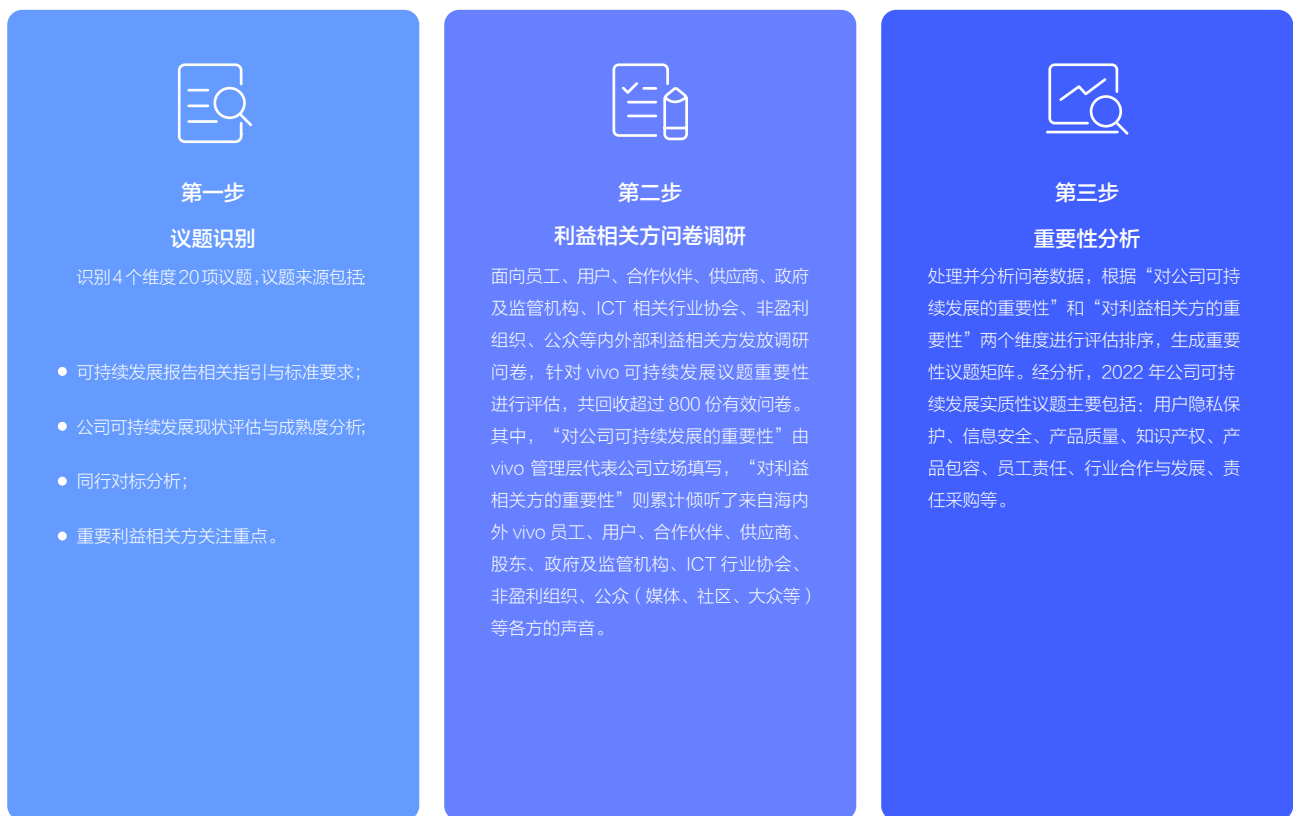 第一步
议题识别
识别4个维度20项议题,议题来源包括:
可持续发展报告相关指引与标准要求；
公司可持续发展现状评估与成熟度分析;
同行对标分析；
重要利益相关方关注重点。
第二步
利益相关方问卷调研
面向员工、用户、合作伙伴、供应商、政府
及监管机构、ICT 相关行业协会、非盈利
组织、公众等内外部利益相关方发放调研
问卷，针对 vivo 可持续发展议题重要性
进行评估，共回收超过 800 份有效问卷。
其中，“对公司可持续发展的重要性”由
vivo 管理层代表公司立场填写，“对利益
相关方的重要性”则累计倾听了来自海内
外 vivo 员工、用户、合作伙伴、供应商、
股东、政府及监管机构、ICT 行业协会、
非盈利组织、公众（媒体、社区、大众等）
等各方的声音。
第三步
重要性分析
处理并分析问卷数据，根据“对公司可持
续发展的重要性”和“对利益相关方的重
要性”两个维度进行评估排序，生成重要
性议题矩阵。经分析，2022 年公司可持
续发展实质性议题主要包括：用户隐私保
护、信息安全、产品质量、知识产权、产
品包容、员工责任、行业合作与发展、责
任采购等。